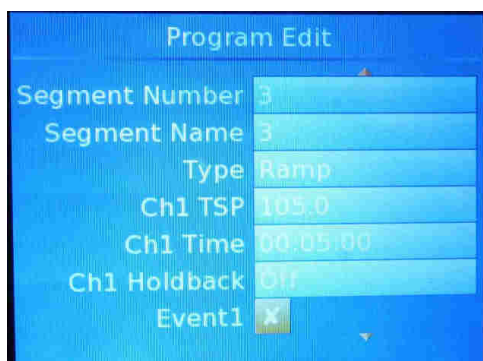 Program Edit
Segment Number 3
Segment Name 3
Type Ramp
Ch1 TSP 105.0
Ch1 Time 00:05:00
Ch1 Holdback Off
Event1 X